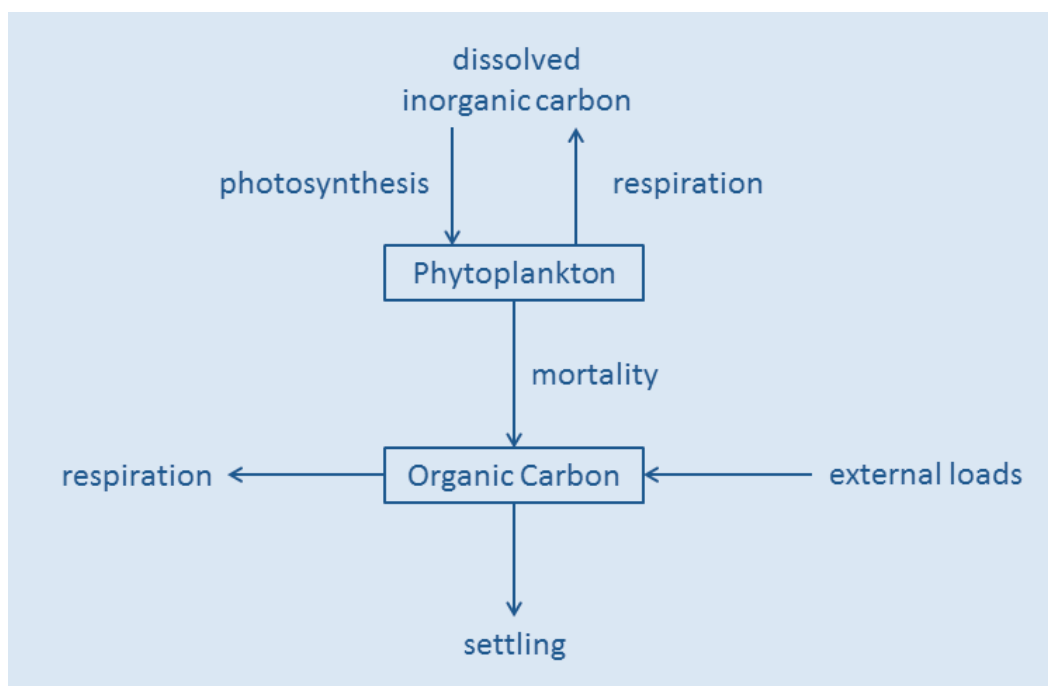 dissolved
inorganic carbon
photosynthesis
respiration
Phytoplankton
mortality
respiration
Organic Carbon
external loads
settling